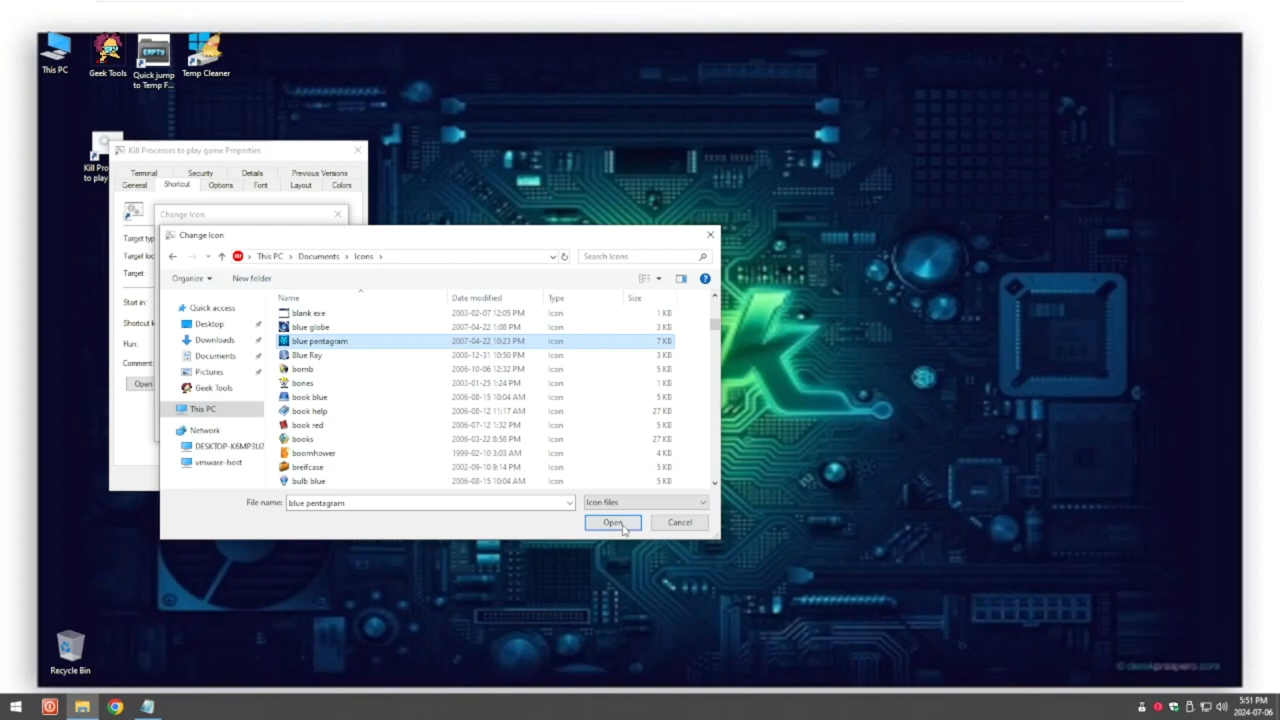 This PC
Geek Tools
EMPTY
Quick jump
to Temp F...
Temp Cleaner
Kill Pro
to play
Kill Processes to play game Properties
Terminal Security Details Previous Versions
General Shortcut Options Font Layout Colors
Change Icon
Target typ
Target loc
Target
Start in:
Shortcut k
Run:
Comment:
Open
Change Icon
This PC > Documents > Icons >
Search Icons
Organize New folder
Quick access
Desktop
Downloads
Documents
Pictures
Geek Tools
This PC
Network
DESKTOP-K6MP3U2
vmware-host
Name Date modified Type Size
blank exe 2003-02-07 12:05 PM Icon 1 KB
blue globe 2007-04-22 1:08 PM Icon 3 KB
blue pentagram 2007-04-22 10:23 PM Icon 7 KB
Blue Ray 2008-12-31 10:50 PM Icon 3 KB
bomb 2006-10-06 12:32 PM Icon 5 KB
bones 2003-01-25 1:24 PM Icon 1 KB
book blue 2006-08-15 10:04 AM Icon 5 KB
book help 2006-08-12 11:17 AM Icon 27 KB
book red 2006-07-12 1:32 PM Icon 5 KB
books 2006-03-22 8:58 PM Icon 27 KB
boomhower 1999-02-10 3:03 AM Icon 4 KB
breifcase 2002-09-10 9:14 PM Icon 5 KB
bulb blue 2006-08-15 10:04 AM Icon 5 KB
File name: blue pentagram Icon files
Open Cancel
Recycle Bin
5:51 PM
2024-07-06